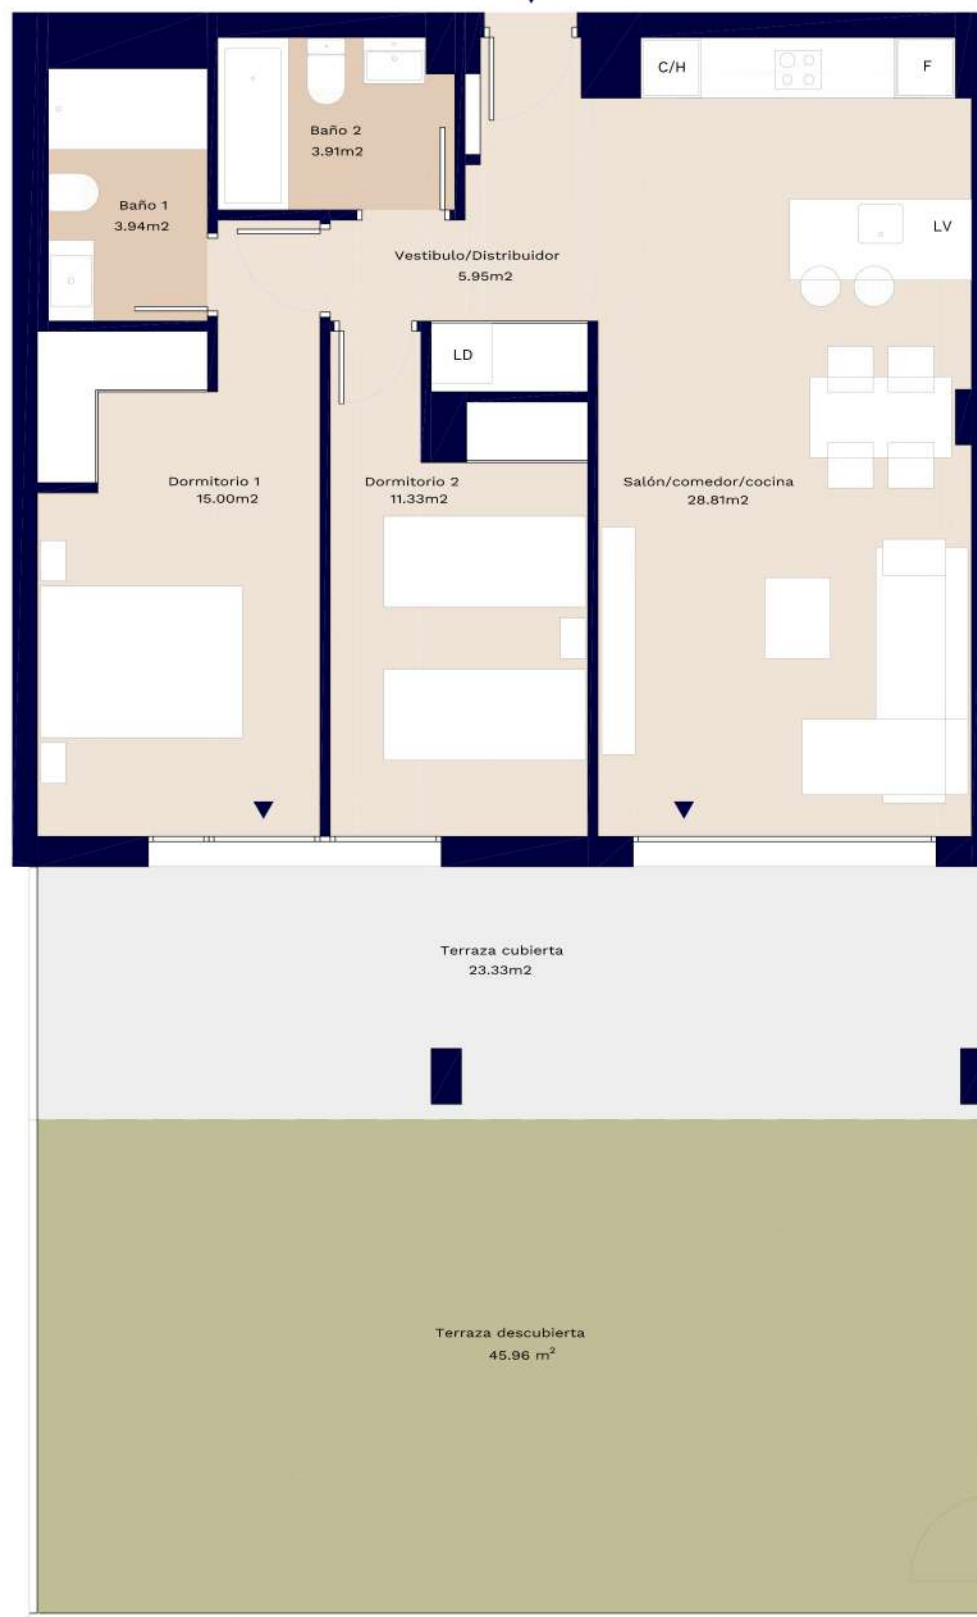 C/H
F
Baño 2
3.91m2
Baño 1
3.94m2
LV
Vestibulo/Distribuidor
5.95m2
LD
Dormitorio 1
15.00m2
Dormitorio 2
11.33m2
Salón/comedor/cocina
28.81m2
Terraza cubierta
23.33m2
Terraza descubierta
45.96 m²